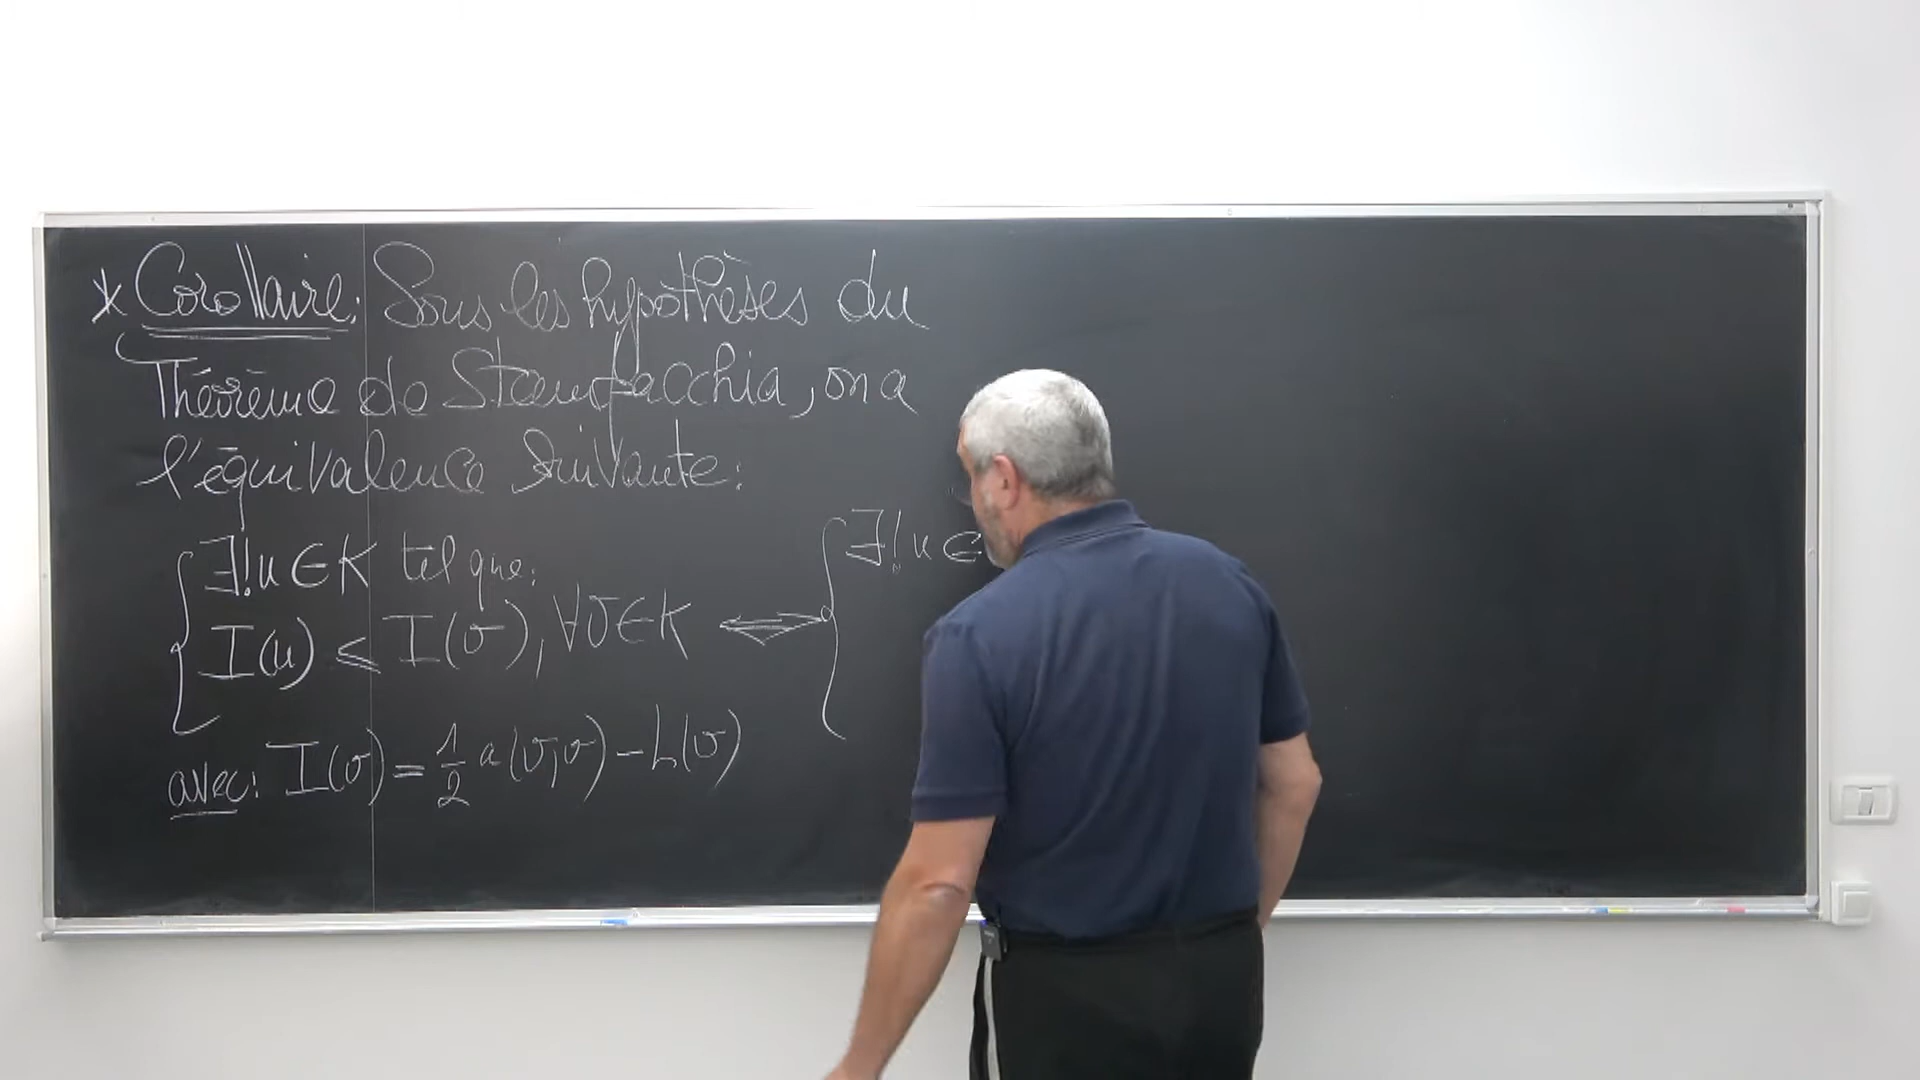 * Corollaire: Sous les hypothèses du
Théorème de Stampacchia, on a
l'équivalence suivante:
∃!u∈K tel que:
I(u) ≤ I(v), ∀v∈K ⟺
∃!u∈
avec: I(v) = 1/2 a(v,v) - L(v)